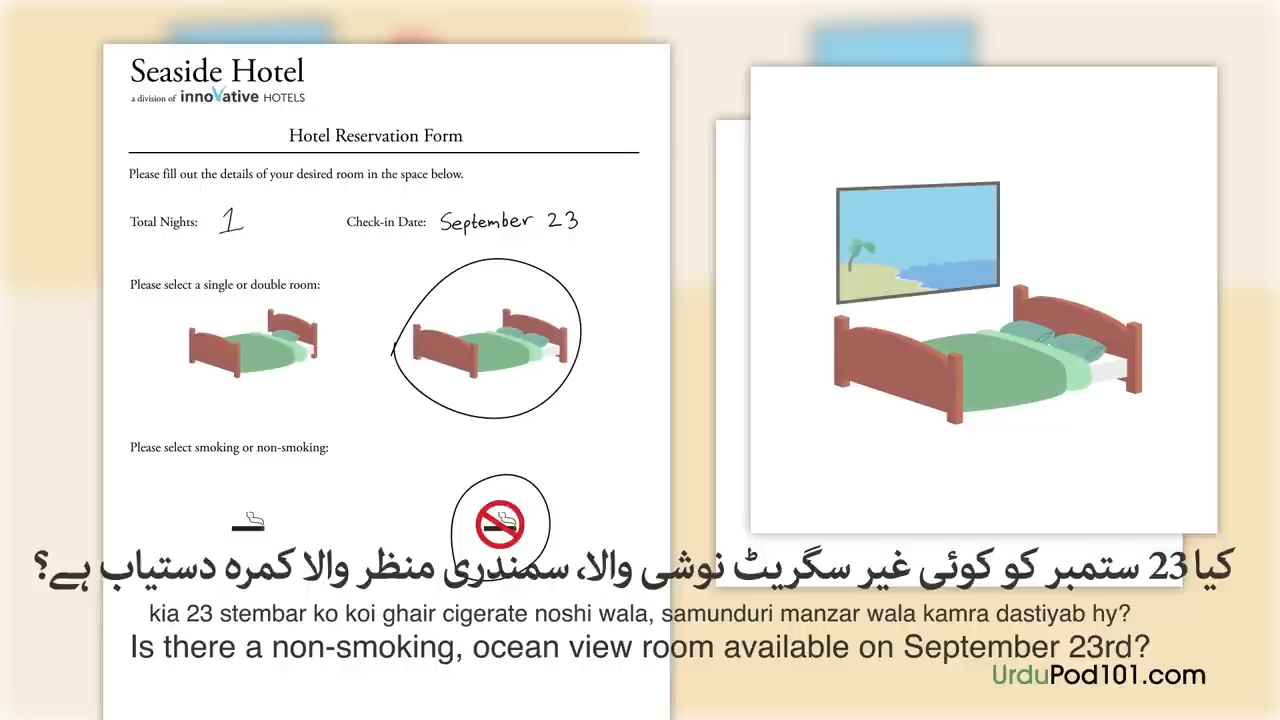 Seaside Hotel
a division of innoVative HOTELS
Hotel Reservation Form
Please fill out the details of your desired room in the space below.
Total Nights: 1 Check-in Date: September 23
Please select a single or double room:
Please select smoking or non-smoking:
کیا 23 ستمبر کو کوئی غیر سگریٹ نوشی والا، سمندری منظر والا کمرہ دستیاب ہے؟
kia 23 stembar ko koi ghair cigerate noshi wala, samunduri manzar wala kamra dastiyab hy?
Is there a non-smoking, ocean view room available on September 23rd?
UrduPod101.com